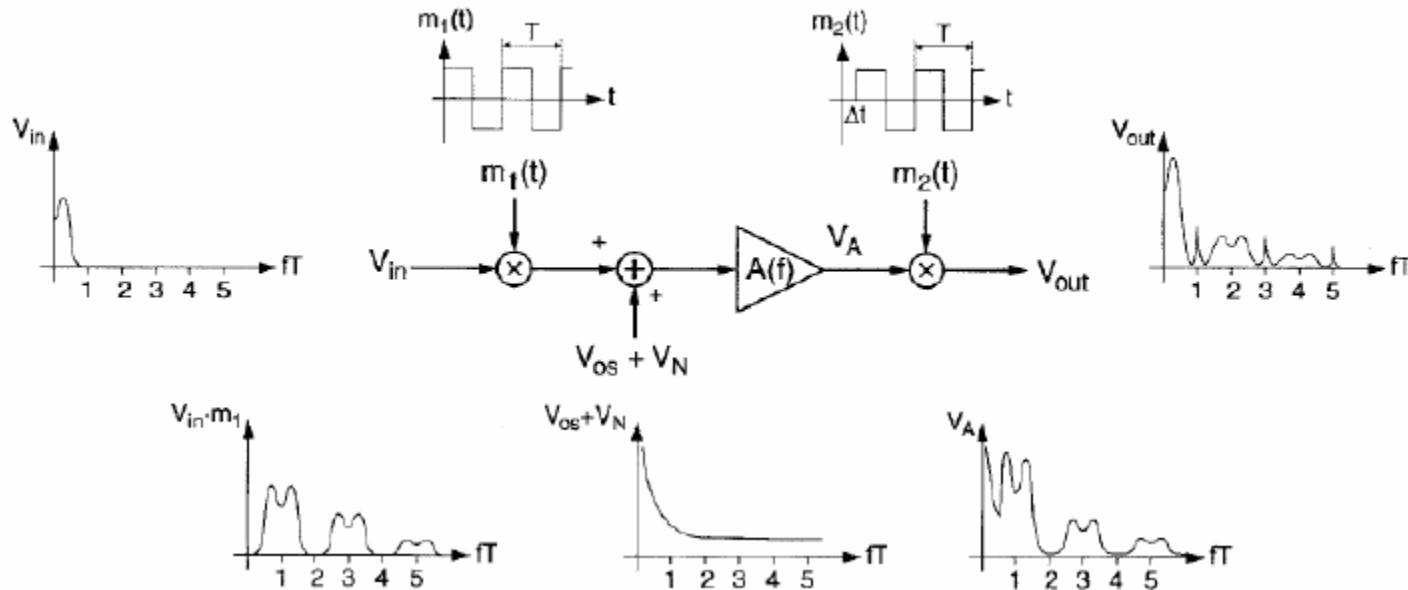 m₁(t)
T
t
m₂(t)
T
Δt
t
V_in
1 2 3 4 5
fT
V_out
1 2 3 4 5
fT
m₁(t)
m₂(t)
V_in
×
+
+
+
A(f)
V_A
×
V_out
V_os + V_N
V_in·m₁
1 2 3 4 5
fT
V_os+V_N
1 2 3 4 5
fT
V_A
1 2 3 4 5
fT